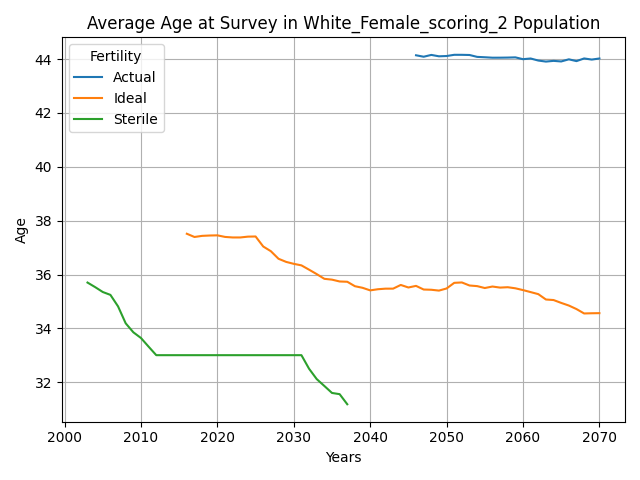 Average Age at Survey in White_Female_scoring_2 Population
Fertility
Actual
Ideal
Sterile
44
42
40
38
36
34
32
Age
2000 2010 2020 2030 2040 2050 2060 2070
Years